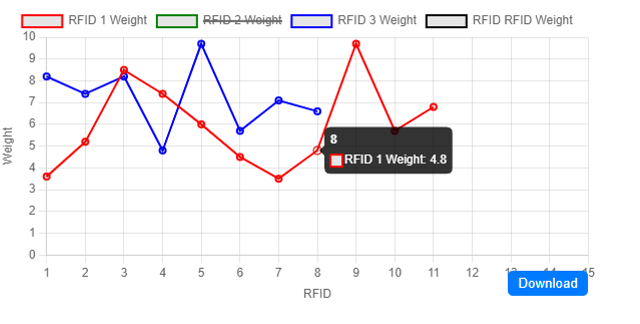 RFID 1 Weight RFID 2 Weight RFID 3 Weight RFID RFID Weight
10
9
8
7
6
5
4
3
2
1
0
Weight
8
RFID 1 Weight: 4.8
1 2 3 4 5 6 7 8 9 10 11 12 13 14 15
RFID
Download